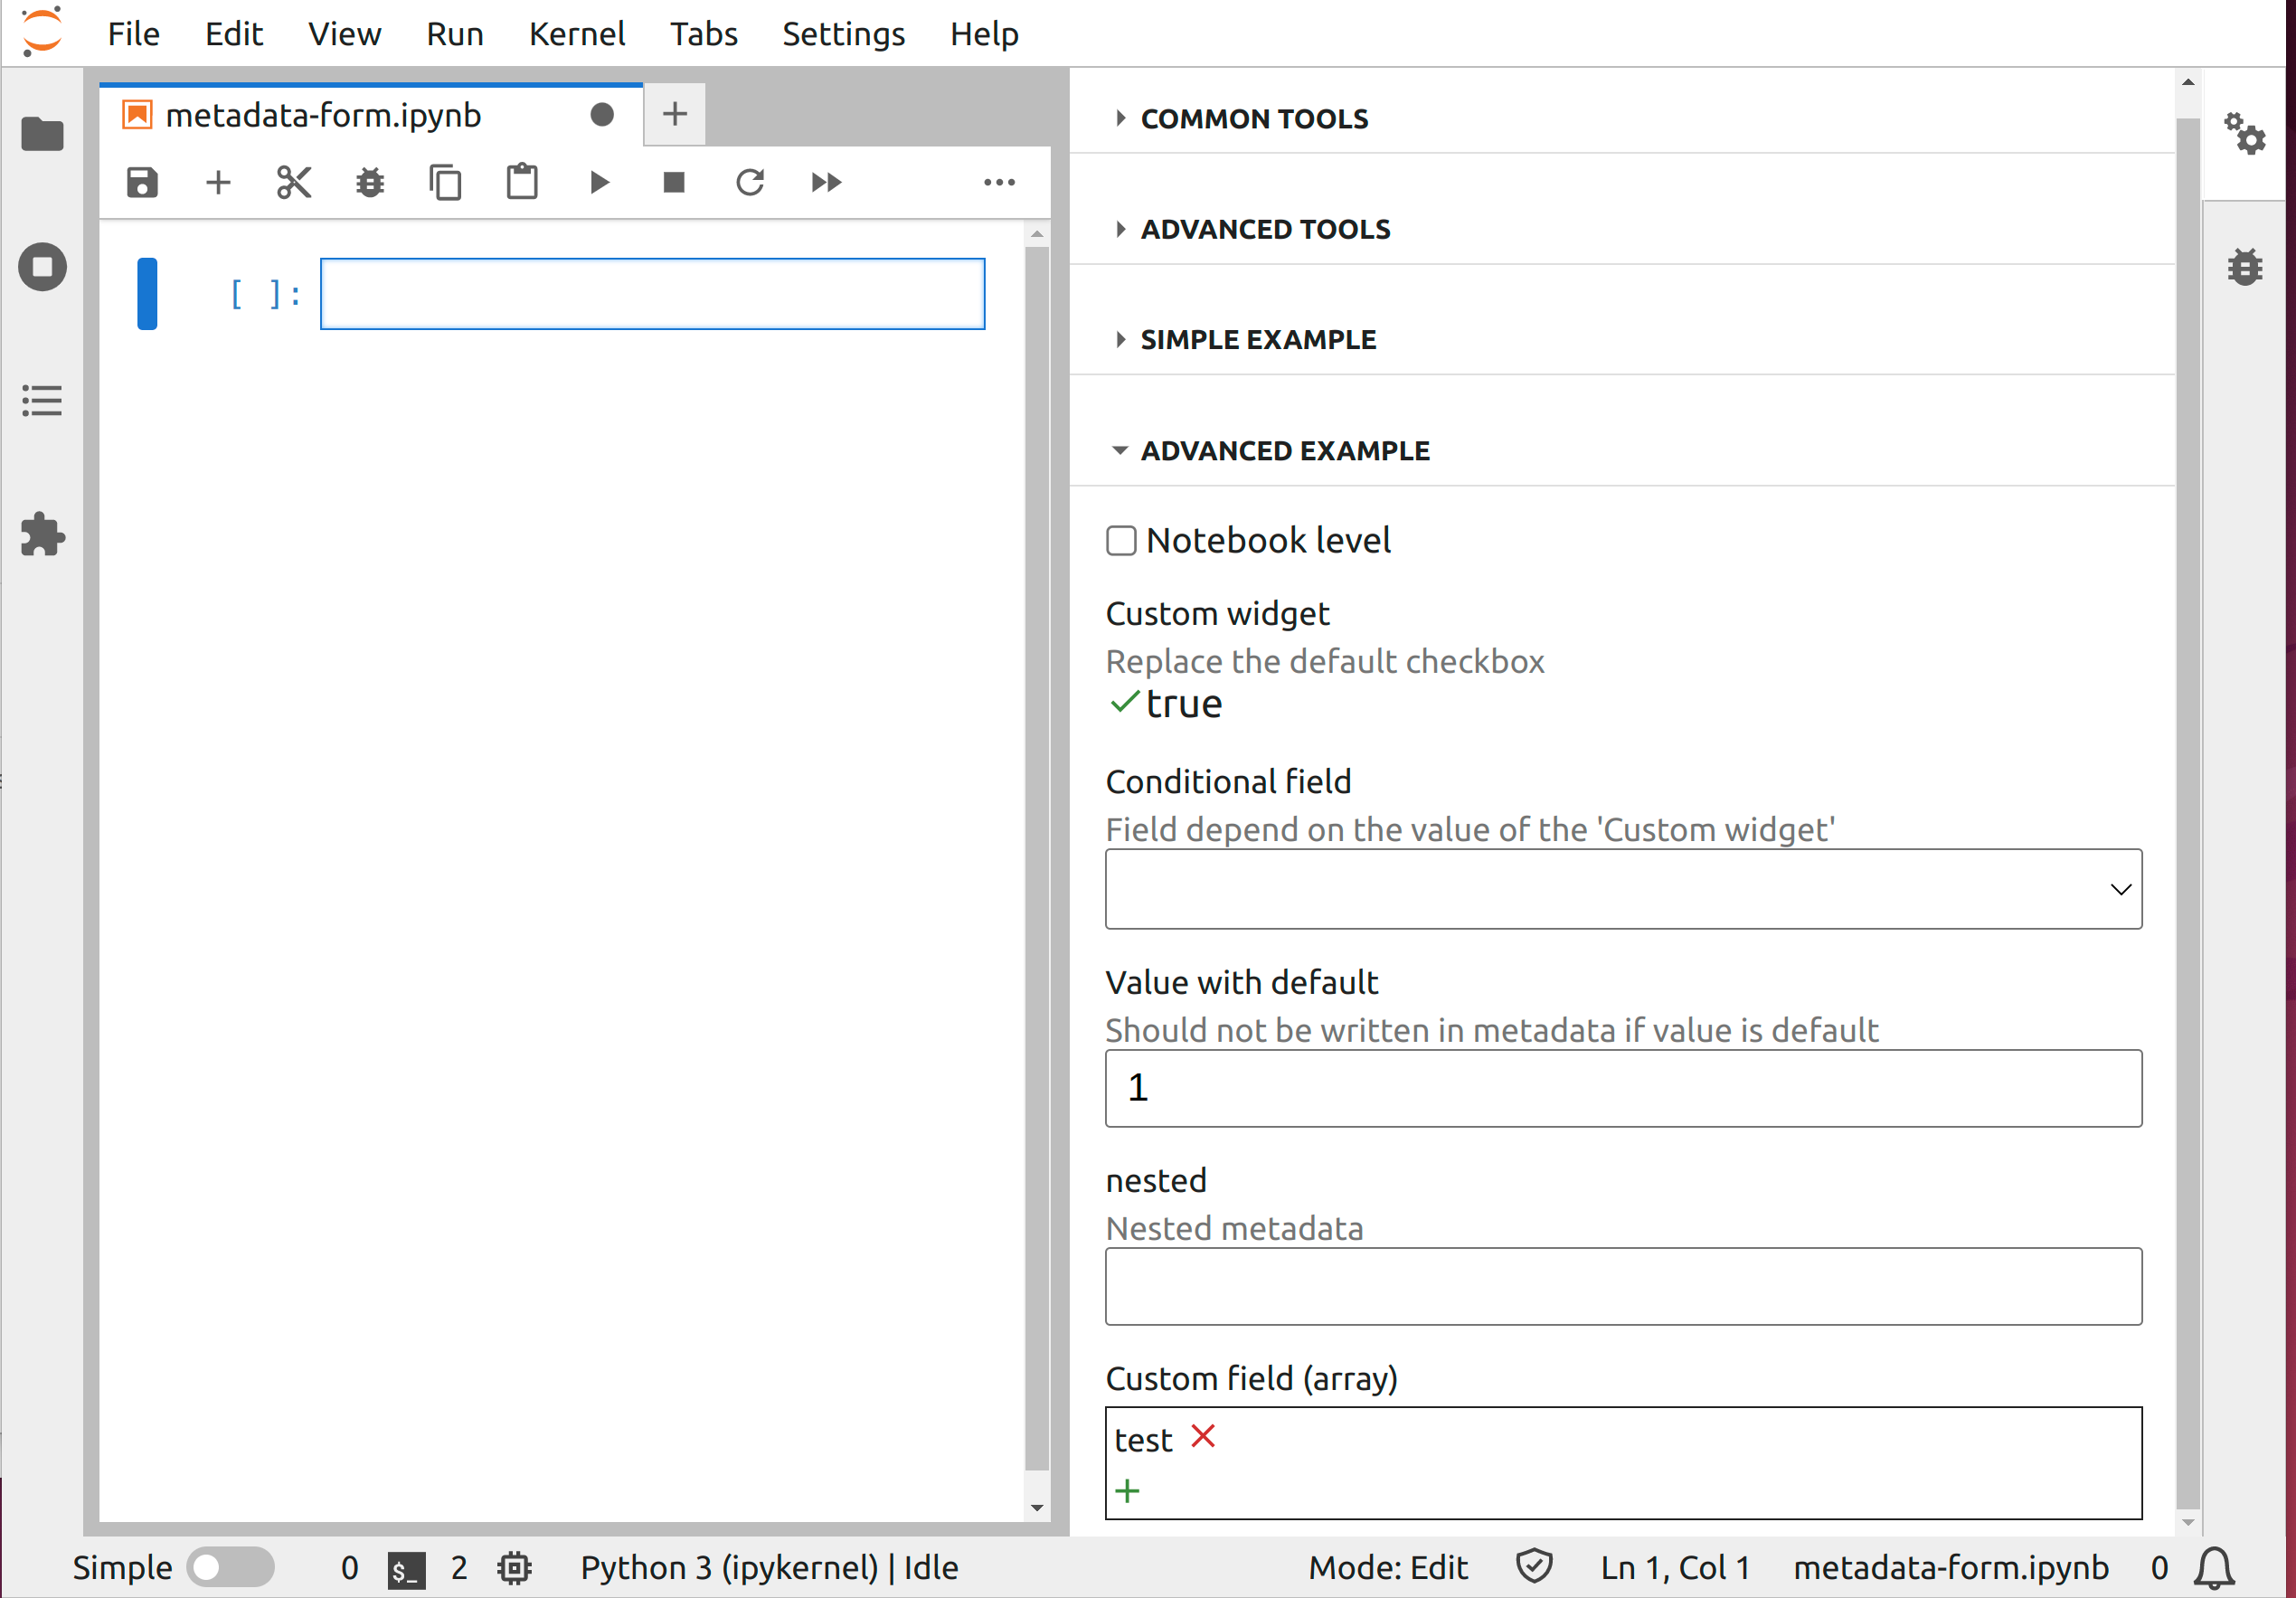 File Edit View Run Kernel Tabs Settings Help
metadata-form.ipynb
[ ]:
COMMON TOOLS
ADVANCED TOOLS
SIMPLE EXAMPLE
ADVANCED EXAMPLE
Notebook level
Custom widget
Replace the default checkbox
true
Conditional field
Field depend on the value of the 'Custom widget'
Value with default
Should not be written in metadata if value is default
1
nested
Nested metadata
Custom field (array)
test
Simple 0 $_ 2 Python 3 (ipykernel) | Idle Mode: Edit Ln 1, Col 1 metadata-form.ipynb 0